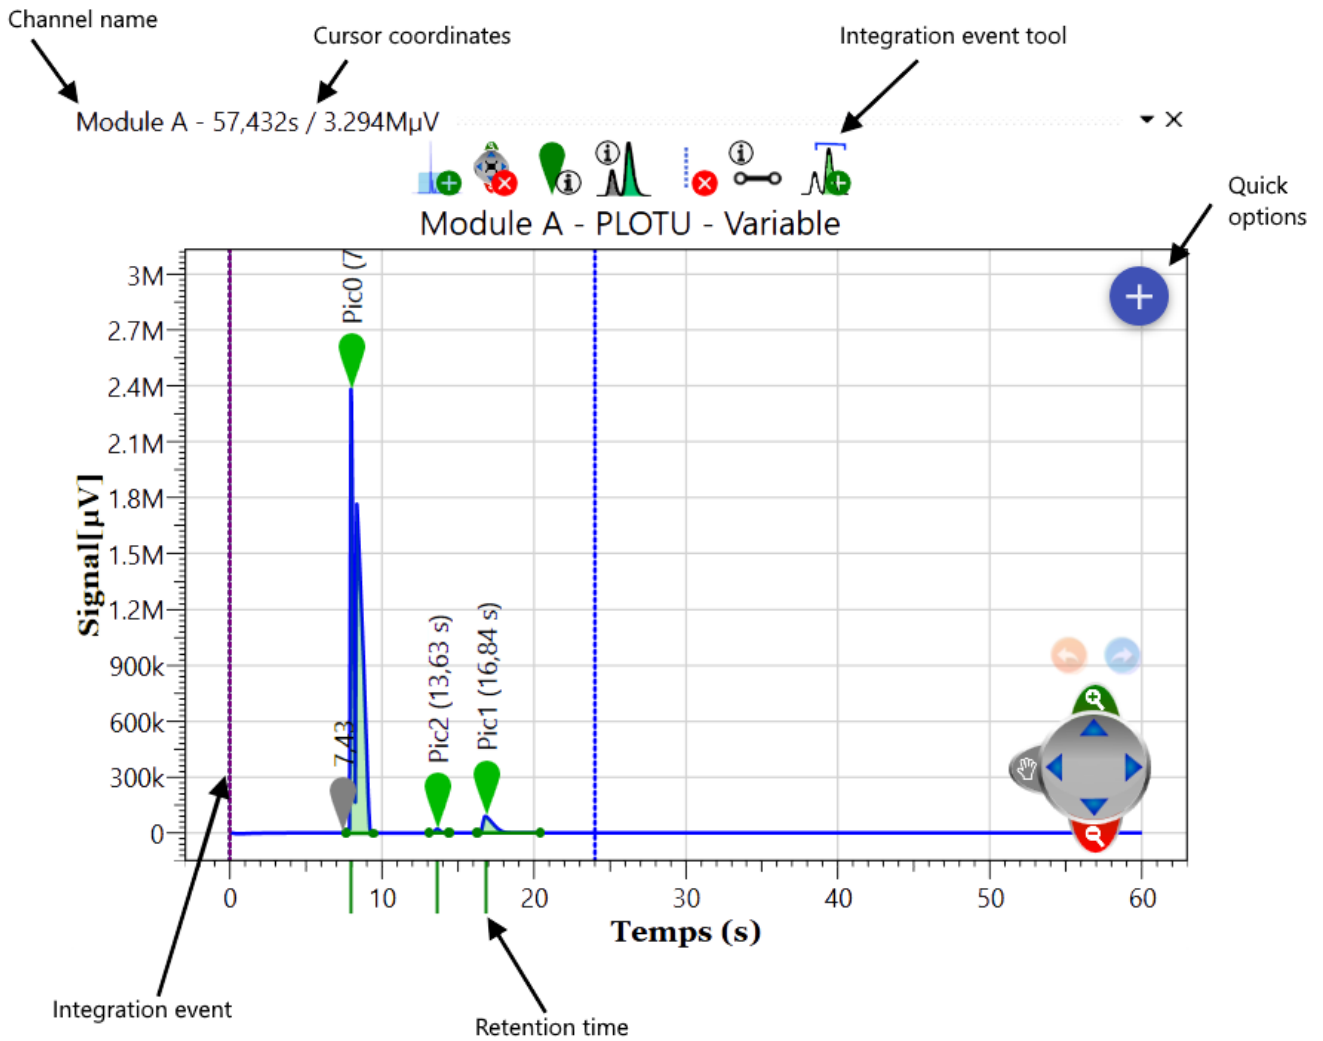 Channel name
Cursor coordinates
Integration event tool
Module A - 57,432s / 3.294MµV
Quick
options
Module A - PLOTU - Variable
3M
2.7M
2.4M
2.1M
1.8M
1.5M
1.2M
900k
600k
300k
0
Signal[µV]
Pic0 (7
7,43
Pic2 (13,63 s)
Pic1 (16,84 s)
0
10
20
30
40
50
60
Temps (s)
Integration event
Retention time